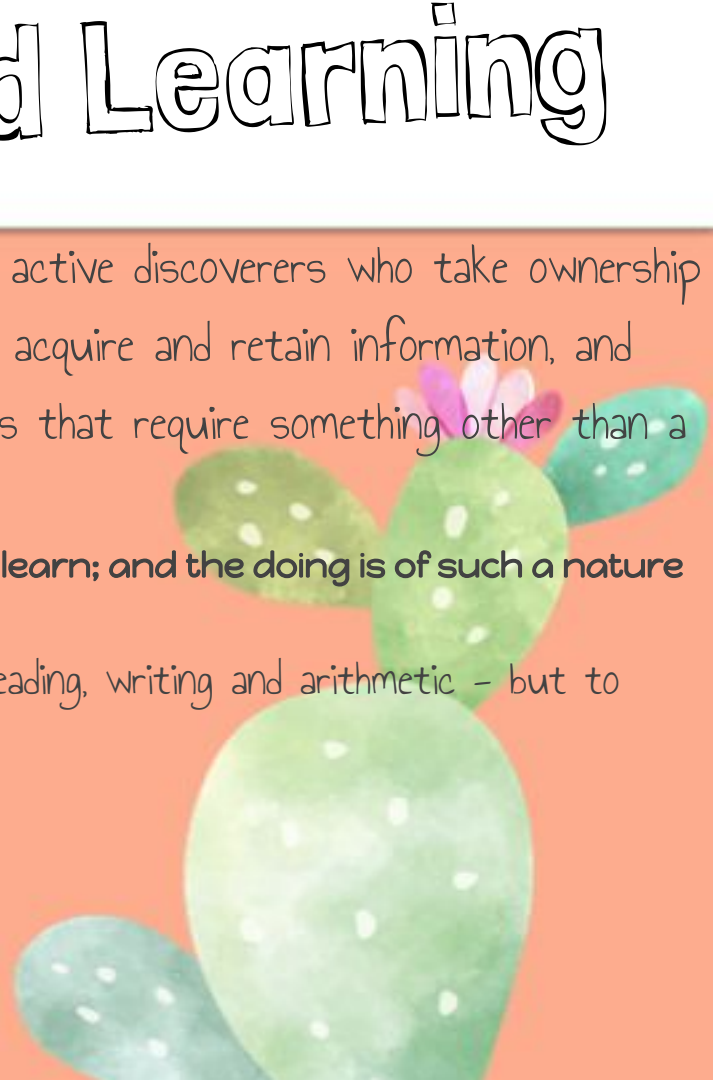 d Learning
active discoverers who take ownership
acquire and retain information, and
s that require something other than a
learn; and the doing is of such a nature
eading, writing and arithmetic - but to